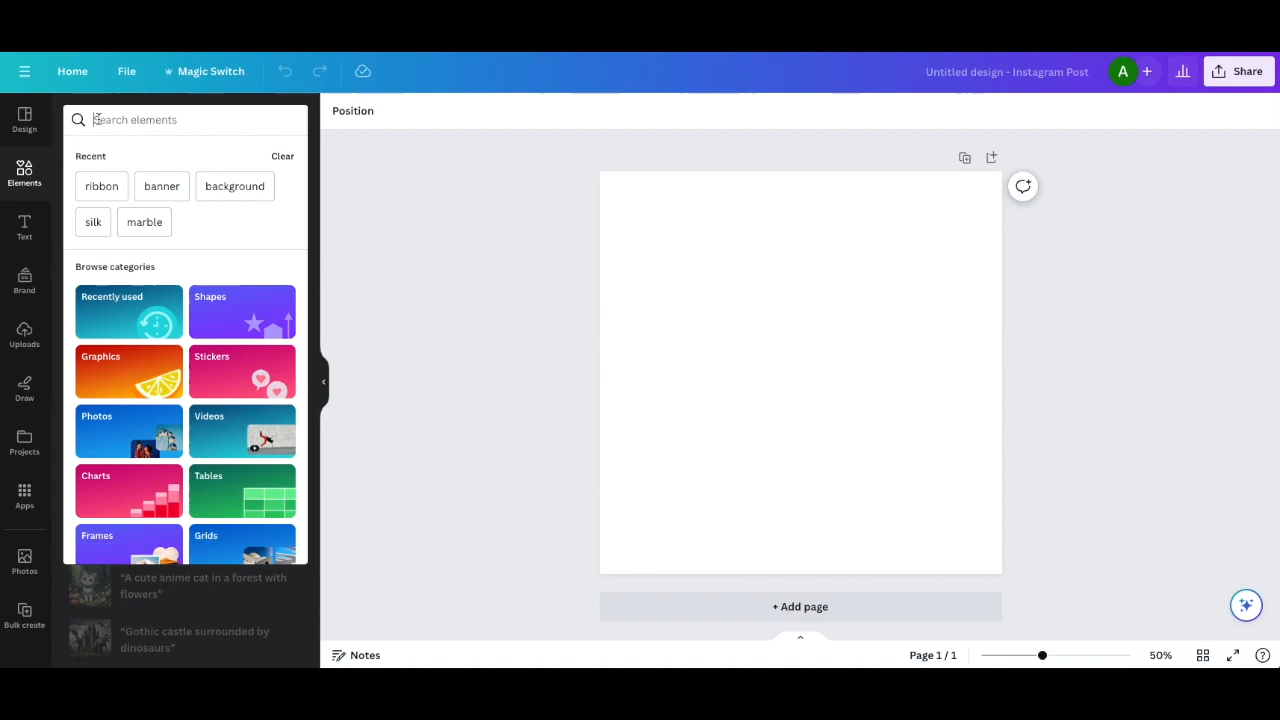 Home File Magic Switch Untitled design - Instagram Post A Share
Design
Elements
Text
Brand
Uploads
Draw
Projects
Apps
Photos
Bulk create
Search elements
Recent Clear
ribbon banner background
silk marble
Browse categories
Recently used Shapes
Graphics Stickers
Photos Videos
Charts Tables
Frames Grids
“A cute anime cat in a forest with
flowers”
“Gothic castle surrounded by
dinosaurs”
Position
+ Add page
Notes Page 1 / 1 50%